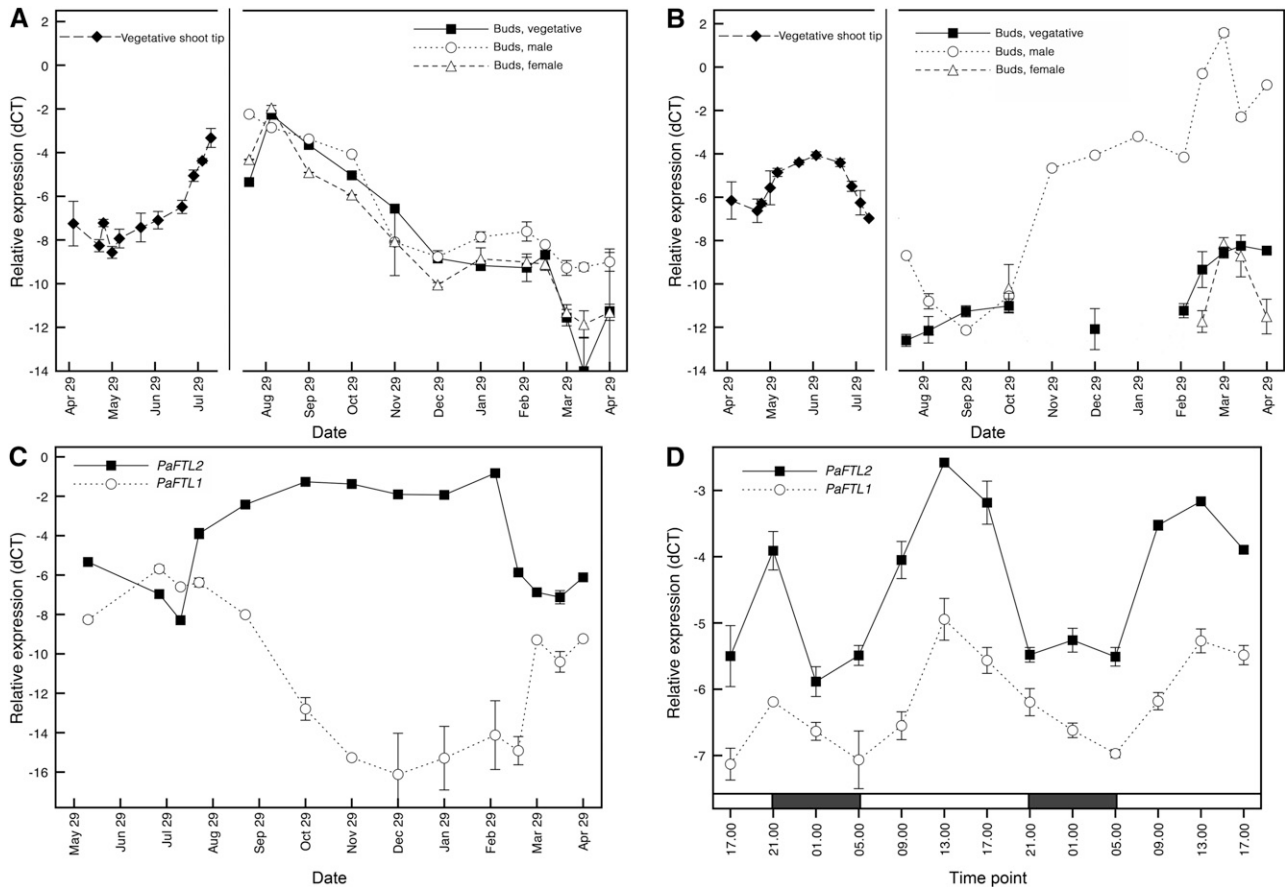 A
Vegetative shoot tip
Buds, vegetative
Buds, male
Buds, female
Relative expression (dCT)
2
0
-2
-4
-6
-8
-10
-12
-14
Apr 29
May 29
Jun 29
Jul 29
Aug 29
Sep 29
Oct 29
Nov 29
Dec 29
Jan 29
Feb 29
Mar 29
Apr 29
Date
B
Vegetative shoot tip
Buds, vegatative
Buds, male
Buds, female
Relative expression (dCT)
2
0
-2
-4
-6
-8
-10
-12
-14
Apr 29
May 29
Jun 29
Jul 29
Aug 29
Sep 29
Oct 29
Nov 29
Dec 29
Jan 29
Feb 29
Mar 29
Apr 29
Date
C
PaFTL2
PaFTL1
Relative expression (dCT)
0
-2
-4
-6
-8
-10
-12
-14
-16
May 29
Jun 29
Jul 29
Aug 29
Sep 29
Oct 29
Nov 29
Dec 29
Jan 29
Feb 29
Mar 29
Apr 29
Date
D
PaFTL2
PaFTL1
Relative expression (dCT)
-3
-4
-5
-6
-7
17.00
21.00
01.00
05.00
09.00
13.00
17.00
21.00
01.00
05.00
09.00
13.00
17.00
Time point